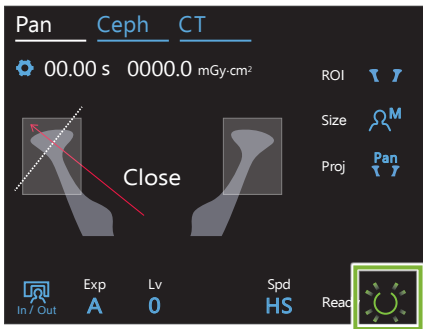 Pan Ceph CT
00.00 s 0000.0 mGy·cm²
ROI
Size M
Proj Pan
Close
Exp Lv Spd
In / Out A 0 HS
Ready